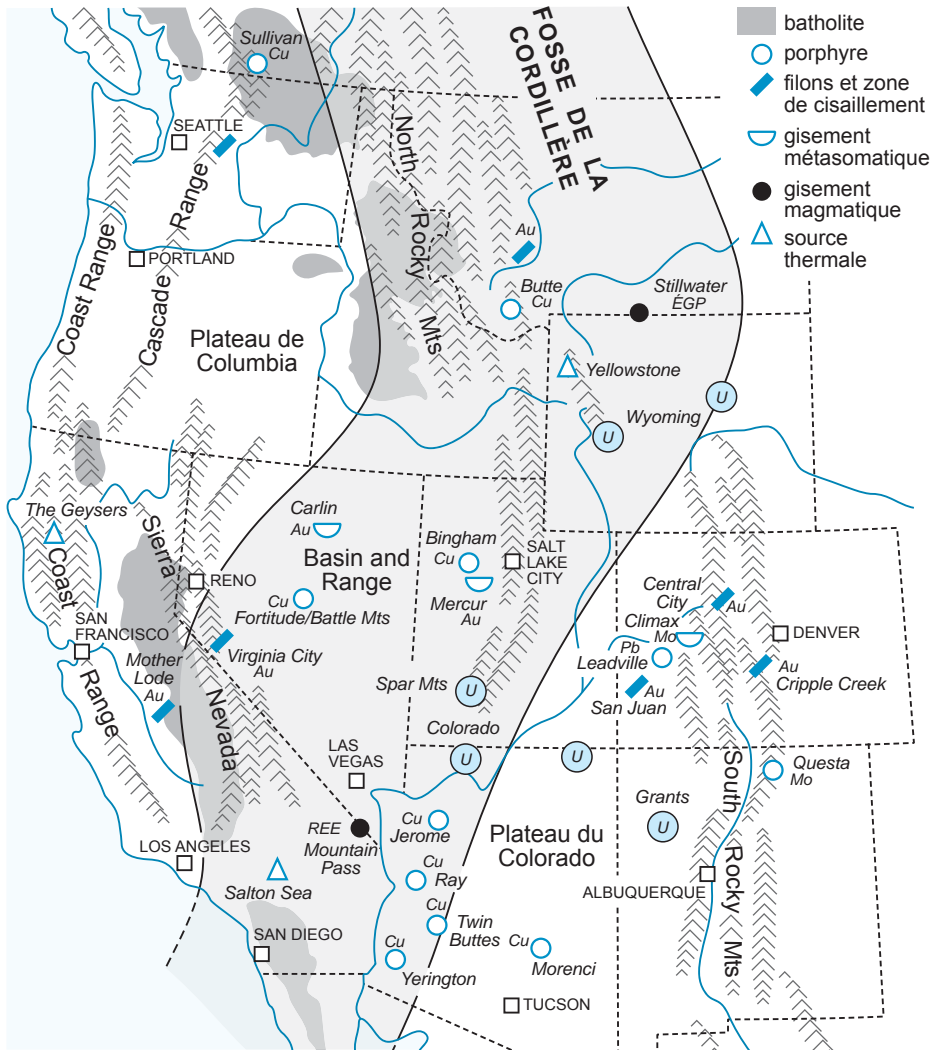 FOSSE DE LA
CORDILLÈRE
batholite
porphyre
filons et zone
de cisaillement
gisement
métasomatique
gisement
magmatique
source
thermale
Sullivan
Cu
SEATTLE
North
Rocky
Mts
Coast Range
Cascade Range
PORTLAND
Plateau de
Columbia
Au
Butte
Cu
Stillwater
ÉGP
Yellowstone
U
Wyoming
U
The Geysers
Coast
Range
Sierra
Nevada
Carlin
Au
Basin and
Range
Bingham
Cu
SALT
LAKE
CITY
Mercur
Au
RENO
Cu
Fortitude/Battle Mts
Central
City
Au
Climax
Mo
DENVER
SAN
FRANCISCO
Mother
Lode
Au
Virginia City
Au
Pb
Leadville
Au
San Juan
Au
Cripple Creek
Spar Mts
U
Colorado
U
U
LAS
VEGAS
South
Rocky
Mts
Questa
Mo
Grants
U
REE
Mountain
Pass
Cu
Jerome
Plateau du
Colorado
LOS ANGELES
Salton Sea
Cu
Ray
ALBUQUERQUE
SAN DIEGO
Cu
Twin
Buttes
Cu
Yerington
Cu
Morenci
TUCSON